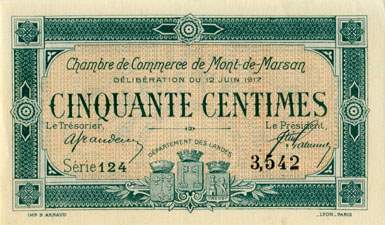 Chambre de Commerce de Mont-de-Marsan
DÉLIBÉRATION DU 12 JUIN 1917
CINQUANTE CENTIMES
Le Trésorier,
Le Président,
DÉPARTEMENT DES LANDES
Série 124
3,542
IMP. B. ARNAUD
LYON, PARIS